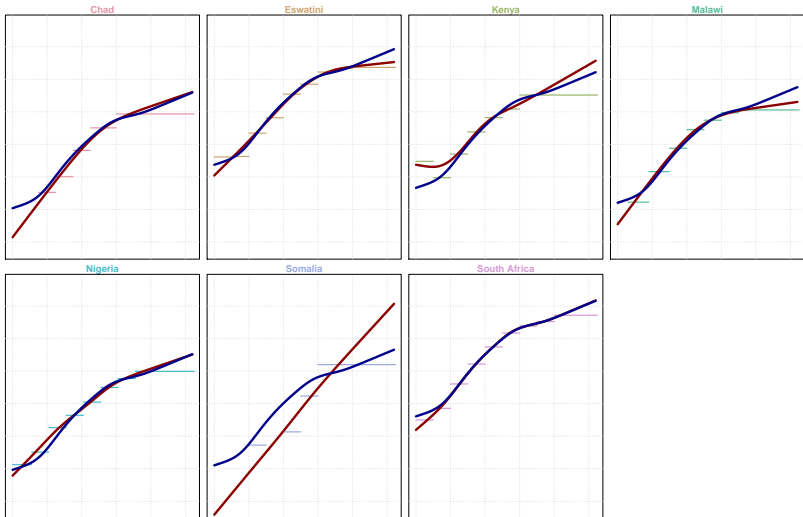 Chad
Eswatini
Kenya
Malawi
Nigeria
Somalia
South Africa